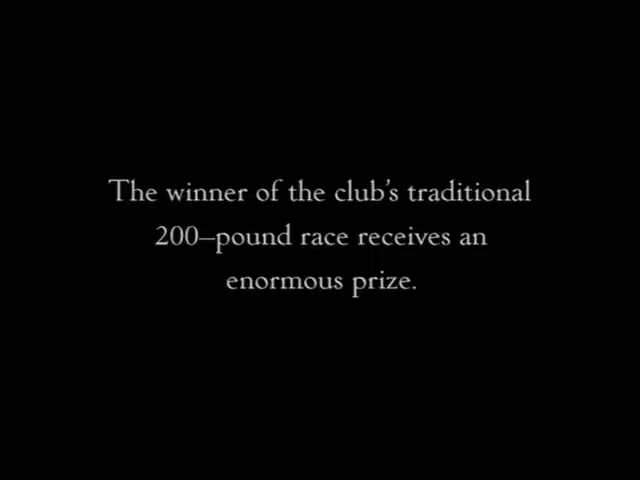 The winner of the club’s traditional
200–pound race receives an
enormous prize.